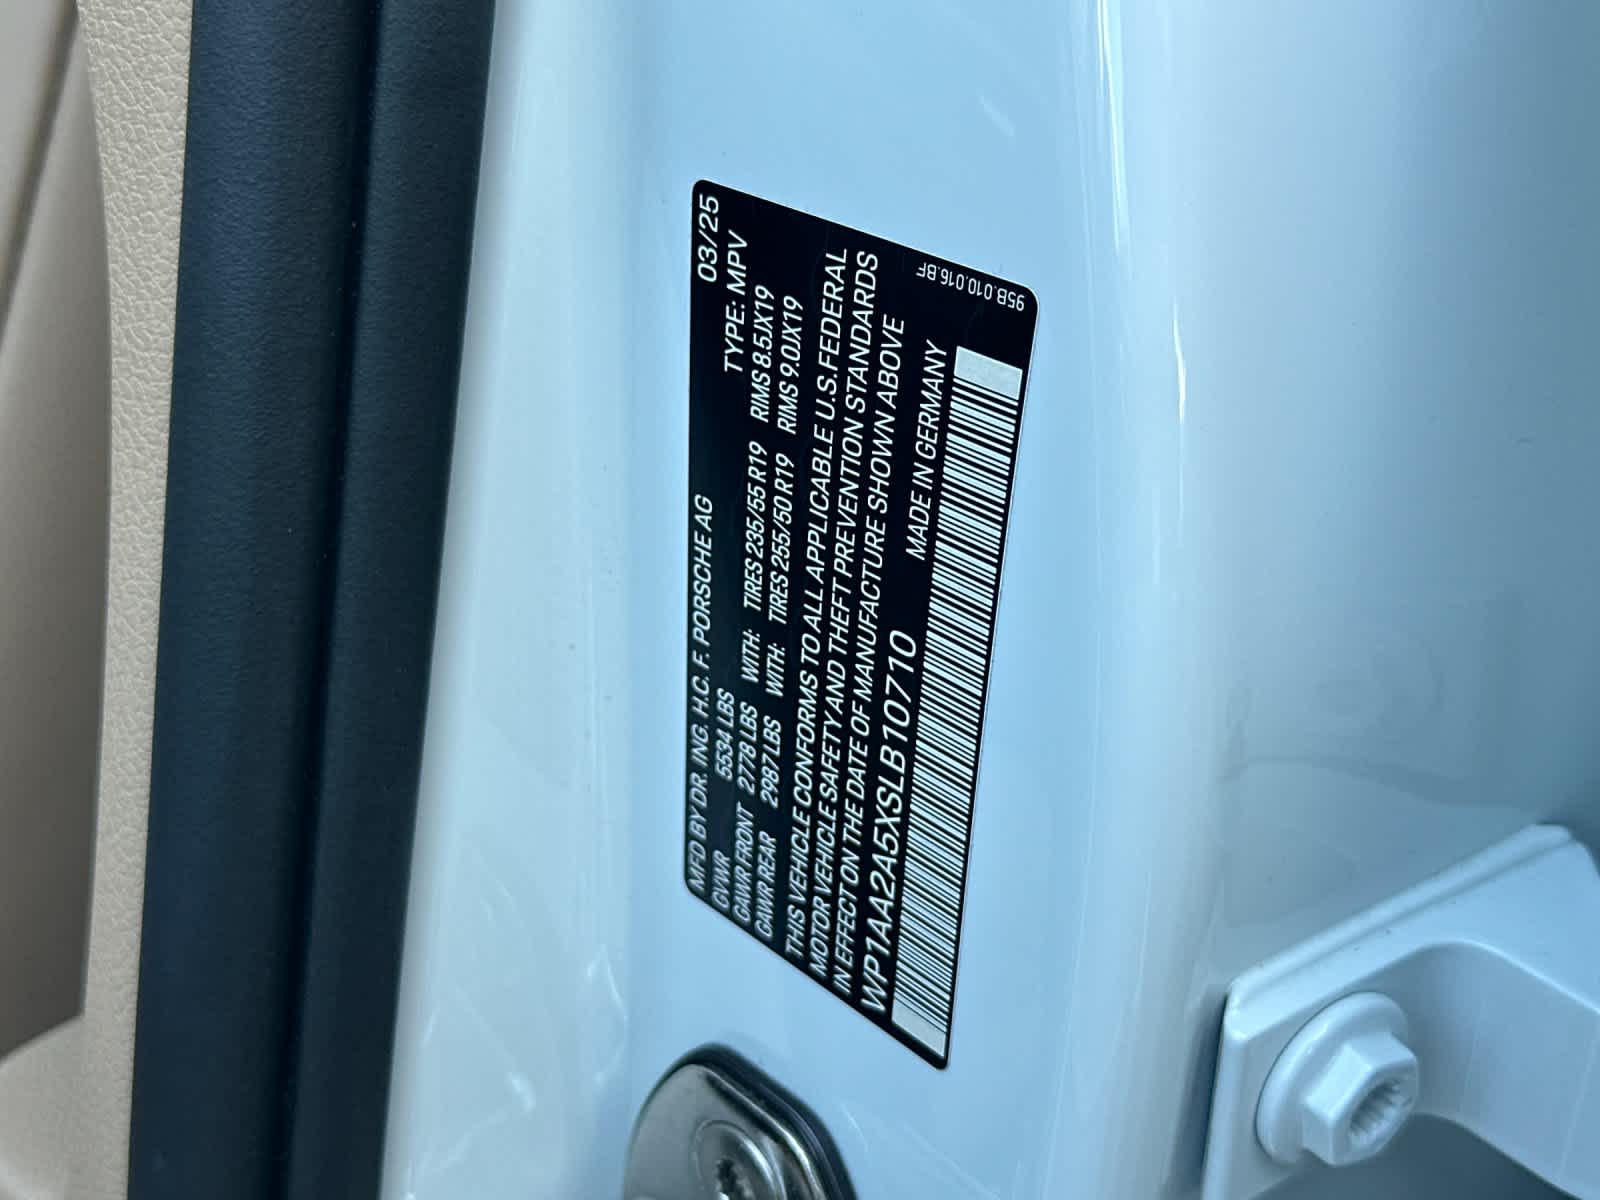 MFD BY DR. ING. H.C. F. PORSCHE AG 03/25
GVWR 5534 LBS TYPE: MPV
GAWR FRONT 2778 LBS WITH: TIRES 235/55 R19 RIMS 8.5JX19
GAWR REAR 2987 LBS WITH: TIRES 255/50 R19 RIMS 9.0JX19
THIS VEHICLE CONFORMS TO ALL APPLICABLE U.S.FEDERAL
MOTOR VEHICLE SAFETY AND THEFT PREVENTION STANDARDS
IN EFFECT ON THE DATE OF MANUFACTURE SHOWN ABOVE
WP1AA2A5XSLB10710 MADE IN GERMANY
95B.010.016.BF